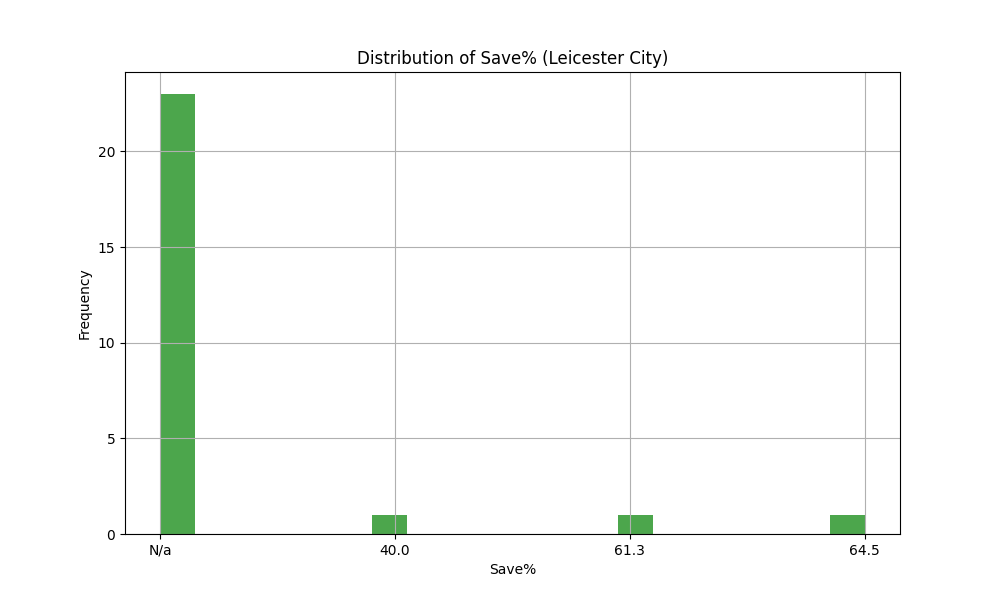 Distribution of Save% (Leicester City)
Frequency
20
15
10
5
0
N/a 40.0 61.3 64.5
Save%